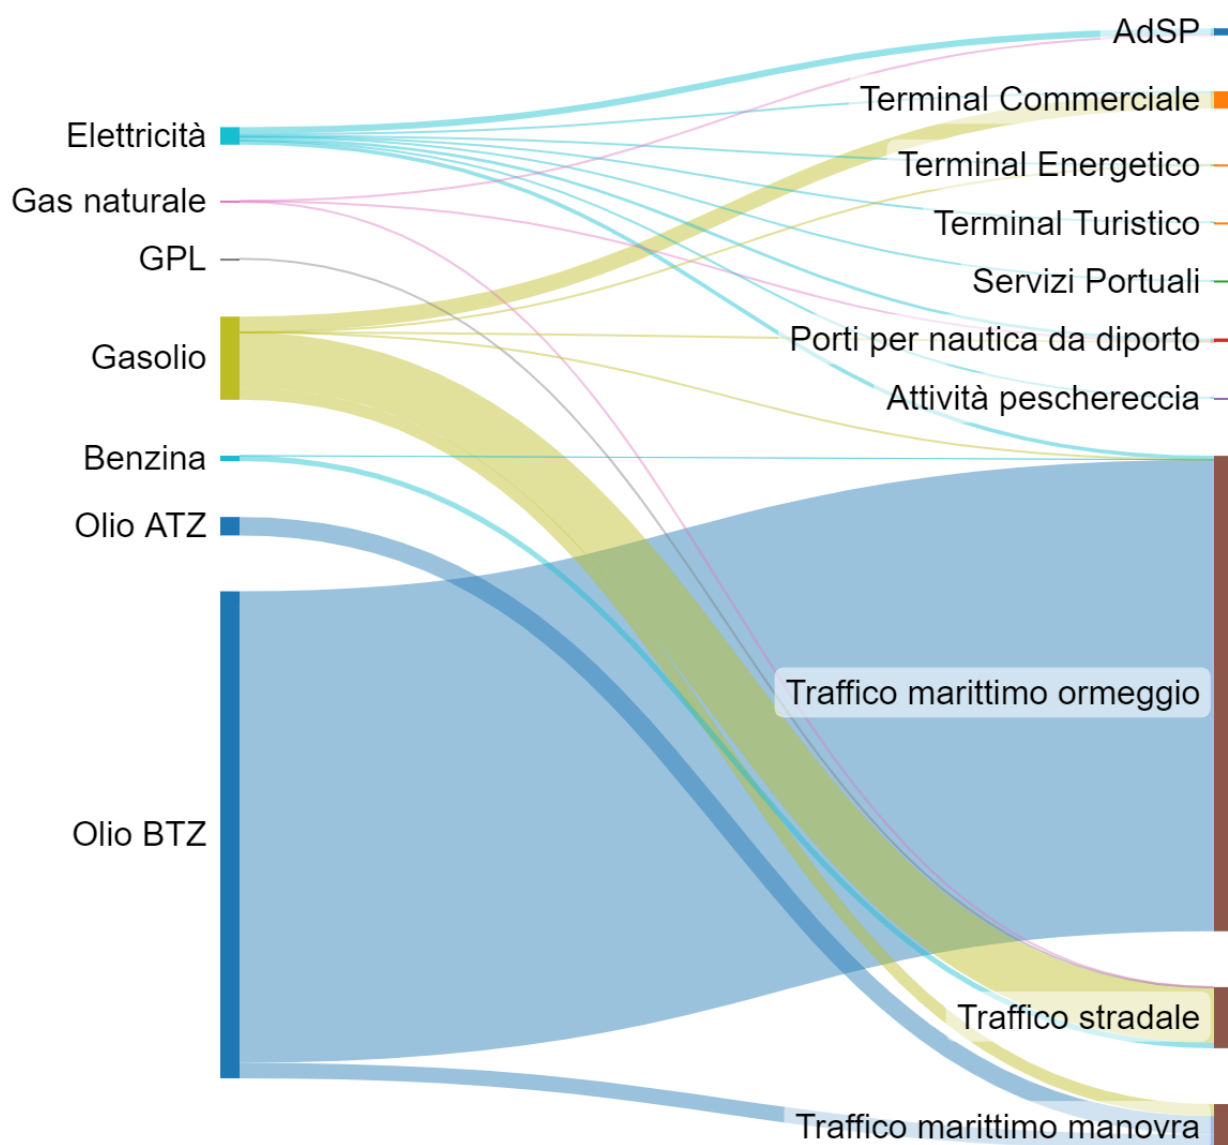 Elettricità
Gas naturale
GPL
Gasolio
Benzina
Olio ATZ
Olio BTZ
AdSP
Terminal Commerciale
Terminal Energetico
Terminal Turistico
Servizi Portuali
Porti per nautica da diporto
Attività peschereccia
Traffico marittimo ormeggio
Traffico stradale
Traffico marittimo manovra